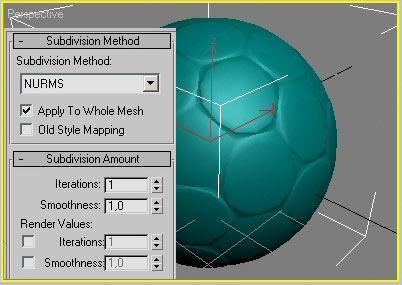 Perspective
- Subdivision Method
Subdivision Method:
NURMS
Apply To Whole Mesh
Old Style Mapping
- Subdivision Amount
Iterations: 1
Smoothness: 1,0
Render Values:
Iterations: 1
Smoothness: 1,0